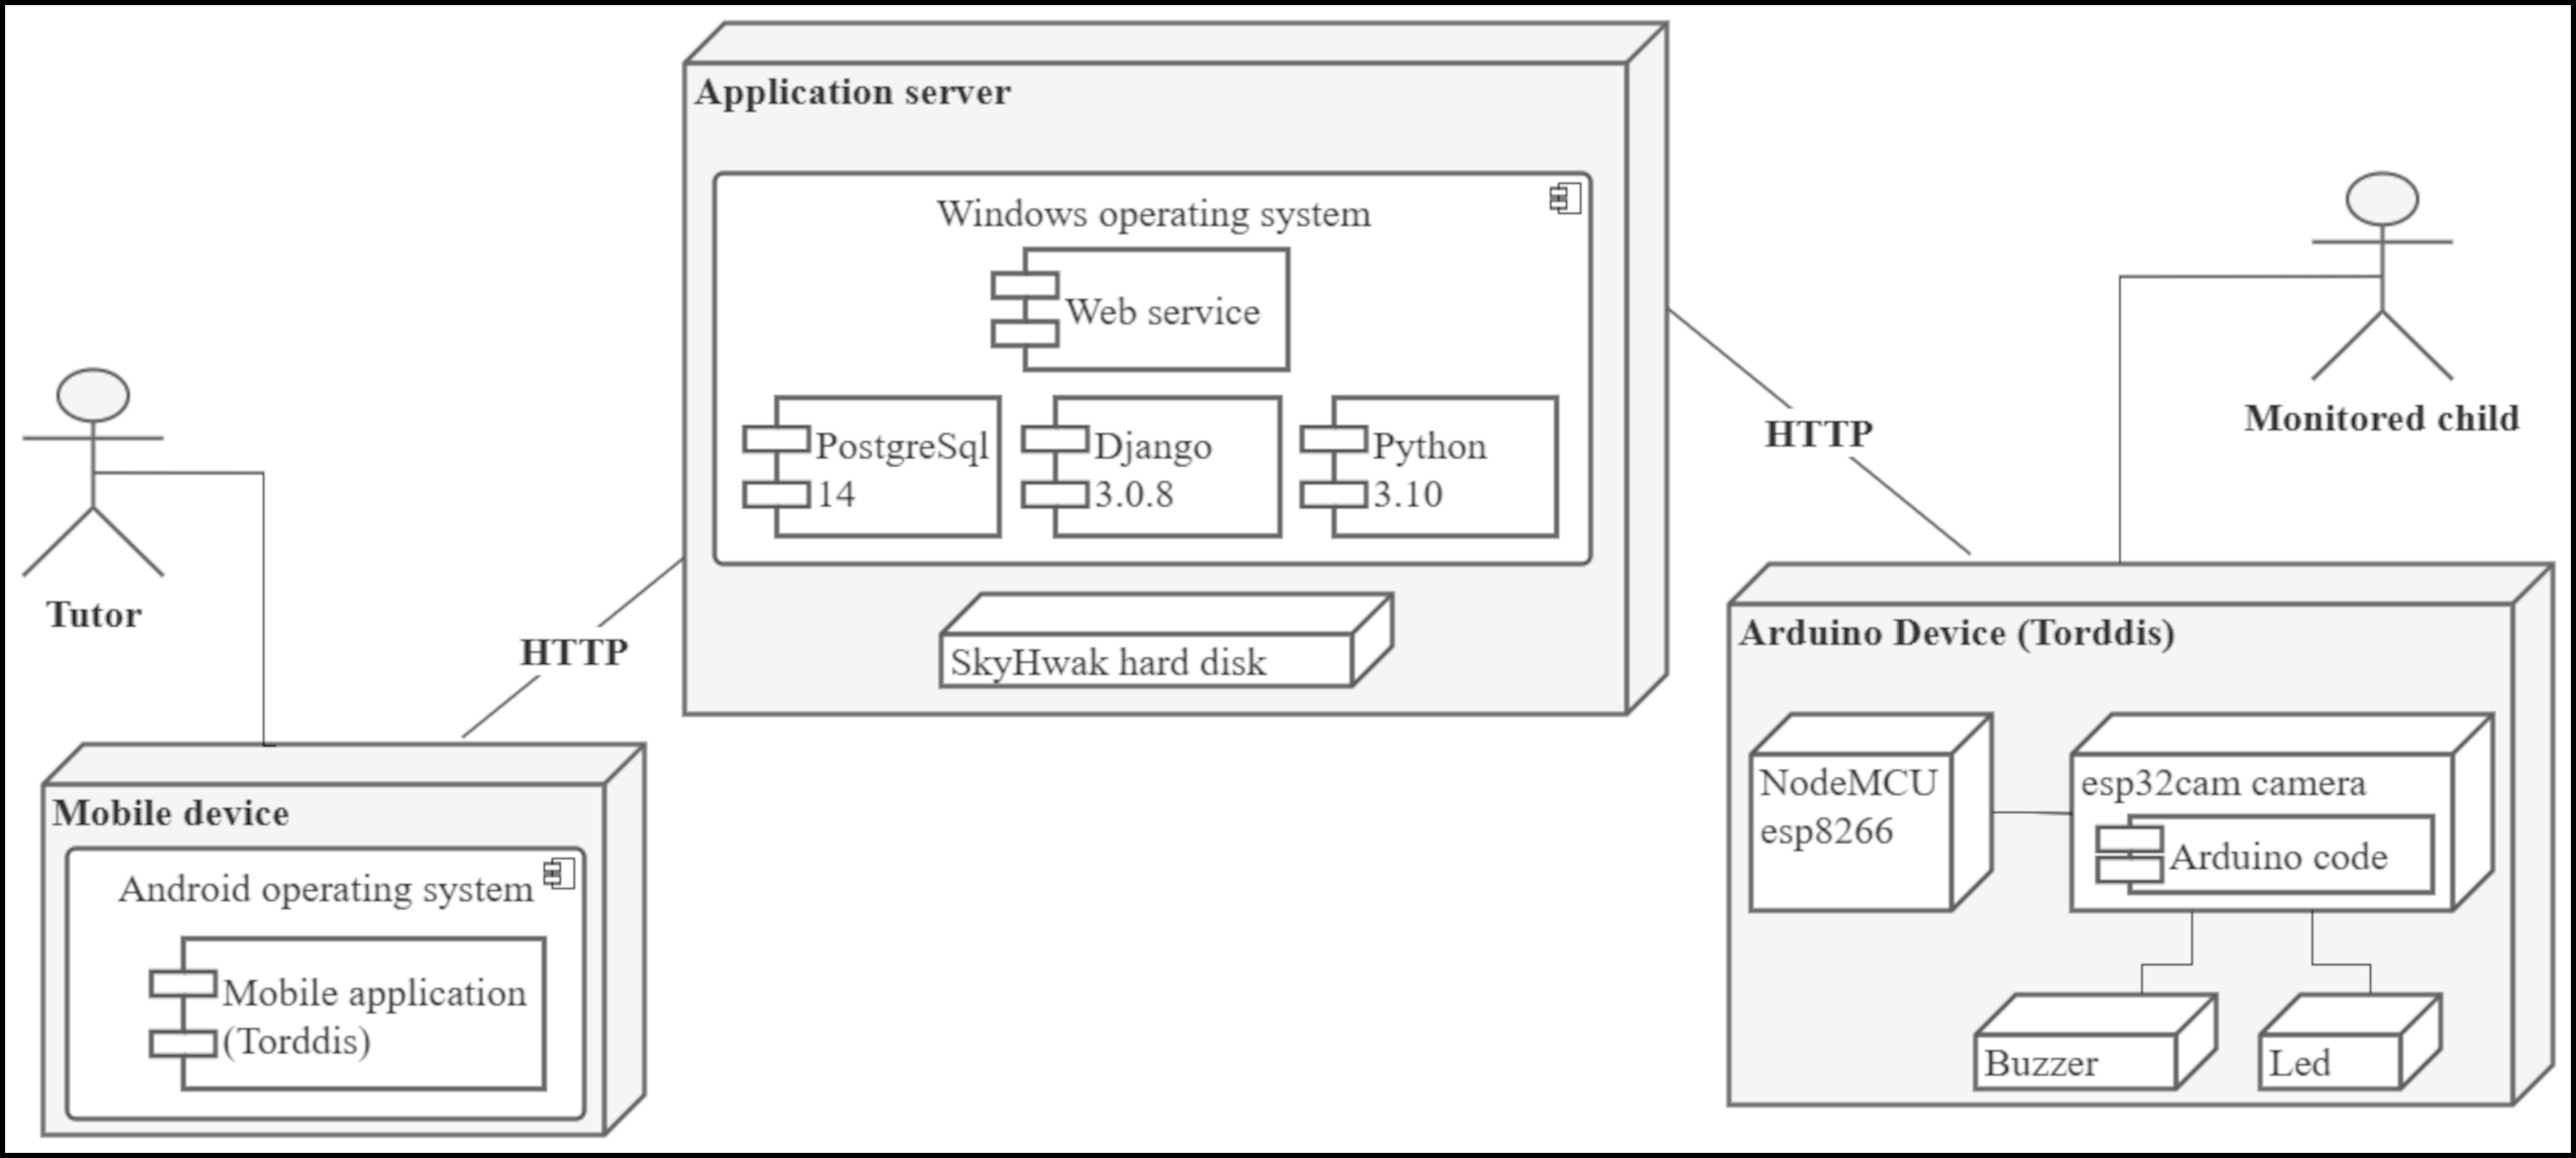 Application server
Windows operating system
Web service
PostgreSql
14
Django
3.0.8
Python
3.10
SkyHwak hard disk
Tutor
HTTP
Mobile device
Android operating system
Mobile application
(Torddis)
HTTP
Monitored child
Arduino Device (Torddis)
NodeMCU
esp8266
esp32cam camera
Arduino code
Buzzer
Led